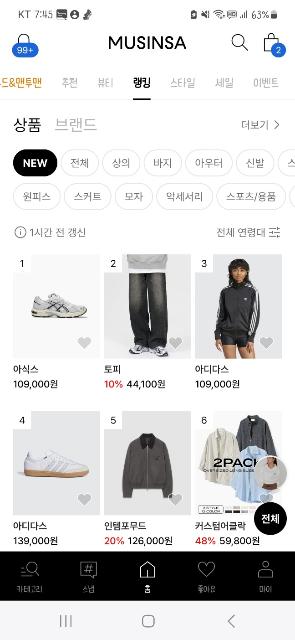 KT 7:45 63%
99+
MUSINSA
2
드&맨투맨 추천 뷰티 랭킹 스타일 세일 이벤트
상품 브랜드 더보기 >
NEW 전체 상의 바지 아우터 신발 스
원피스 스커트 모자 악세서리 스포츠/용품
1시간 전 갱신 전체 연령대
1 2 3
아식스 토피 아디다스
109,000원 10% 44,100원 109,000원
4 5 6
2PACK
아디다스 인템포무드 커스텀어클락
139,000원 20% 126,000원 48% 59,800원
전체
카테고리 스냅 홈 좋아요 마이